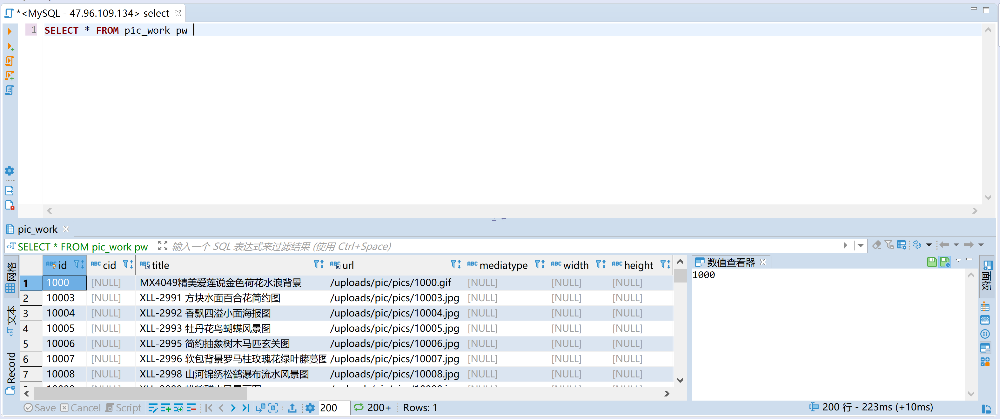 *<MySQL - 47.96.109.134> select
1 SELECT * FROM pic_work pw
pic_work
SELECT * FROM pic_work pw 输入一个 SQL 表达式来过滤结果 (使用 Ctrl+Space)
网格
文本
Record
id cid title url mediatype width height
1 1000 [NULL] MX4049精美爱莲说金色荷花水浪背景 /uploads/pic/pics/1000.gif [NULL] [NULL] [NULL]
2 10003 [NULL] XLL-2991 方块水面百合花简约图 /uploads/pic/pics/10003.jpg [NULL] [NULL] [NULL]
3 10004 [NULL] XLL-2992 香飘四溢小面海报图 /uploads/pic/pics/10004.jpg [NULL] [NULL] [NULL]
4 10005 [NULL] XLL-2993 牡丹花鸟蝴蝶风景图 /uploads/pic/pics/10005.jpg [NULL] [NULL] [NULL]
5 10006 [NULL] XLL-2995 简约抽象树木马匹玄关图 /uploads/pic/pics/10006.jpg [NULL] [NULL] [NULL]
6 10007 [NULL] XLL-2996 软包背景罗马柱玫瑰花绿叶藤蔓图 /uploads/pic/pics/10007.jpg [NULL] [NULL] [NULL]
7 10008 [NULL] XLL-2998 山河锦绣松鹤瀑布流水风景图 /uploads/pic/pics/10008.jpg [NULL] [NULL] [NULL]
数值查看器
1000
面板
Save Cancel Script 200 200+ Rows: 1
200 行 - 223ms (+10ms)